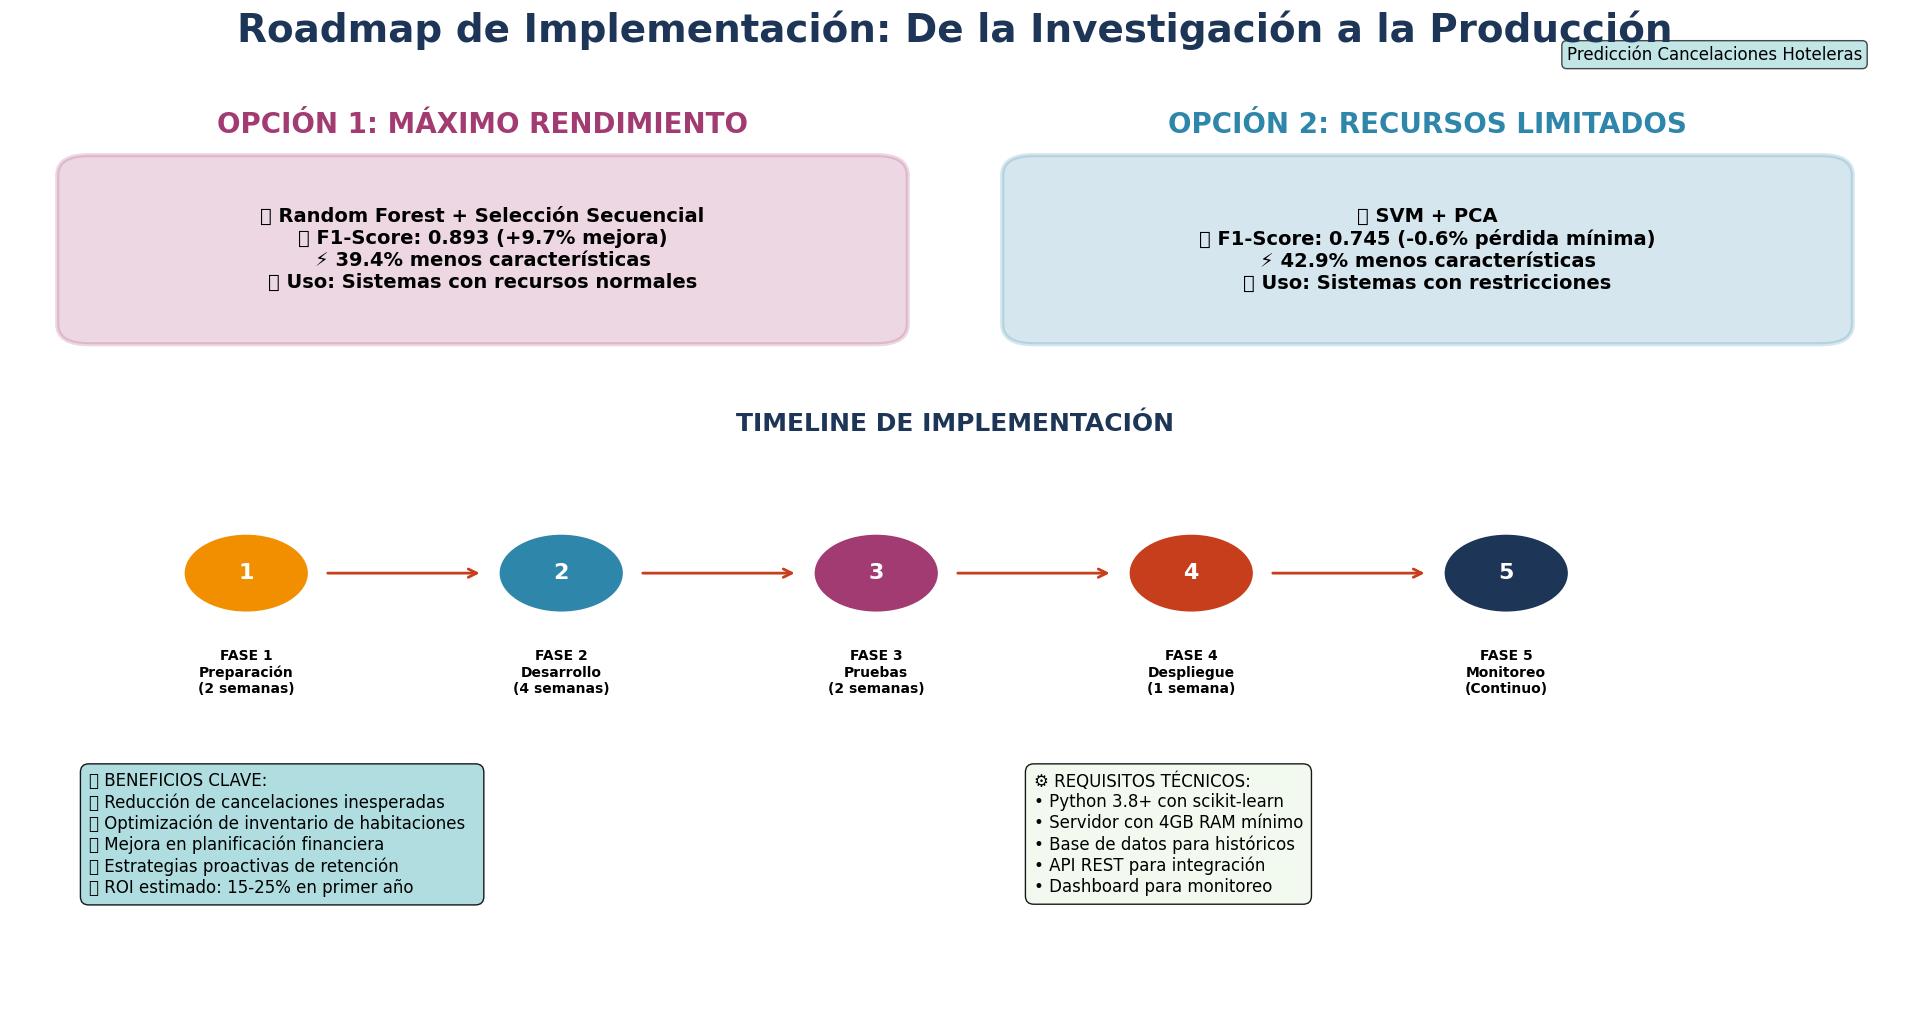 Roadmap de Implementación: De la Investigación a la Producción
Predicción Cancelaciones Hoteleras
OPCIÓN 1: MÁXIMO RENDIMIENTO
▯ Random Forest + Selección Secuencial
▯ F1-Score: 0.893 (+9.7% mejora)
⚡ 39.4% menos características
▯ Uso: Sistemas con recursos normales
OPCIÓN 2: RECURSOS LIMITADOS
▯ SVM + PCA
▯ F1-Score: 0.745 (-0.6% pérdida mínima)
⚡ 42.9% menos características
▯ Uso: Sistemas con restricciones
TIMELINE DE IMPLEMENTACIÓN
1
2
3
4
5
FASE 1
Preparación
(2 semanas)
FASE 2
Desarrollo
(4 semanas)
FASE 3
Pruebas
(2 semanas)
FASE 4
Despliegue
(1 semana)
FASE 5
Monitoreo
(Continuo)
▯ BENEFICIOS CLAVE:
▯ Reducción de cancelaciones inesperadas
▯ Optimización de inventario de habitaciones
▯ Mejora en planificación financiera
▯ Estrategias proactivas de retención
▯ ROI estimado: 15-25% en primer año
⚙ REQUISITOS TÉCNICOS:
• Python 3.8+ con scikit-learn
• Servidor con 4GB RAM mínimo
• Base de datos para históricos
• API REST para integración
• Dashboard para monitoreo